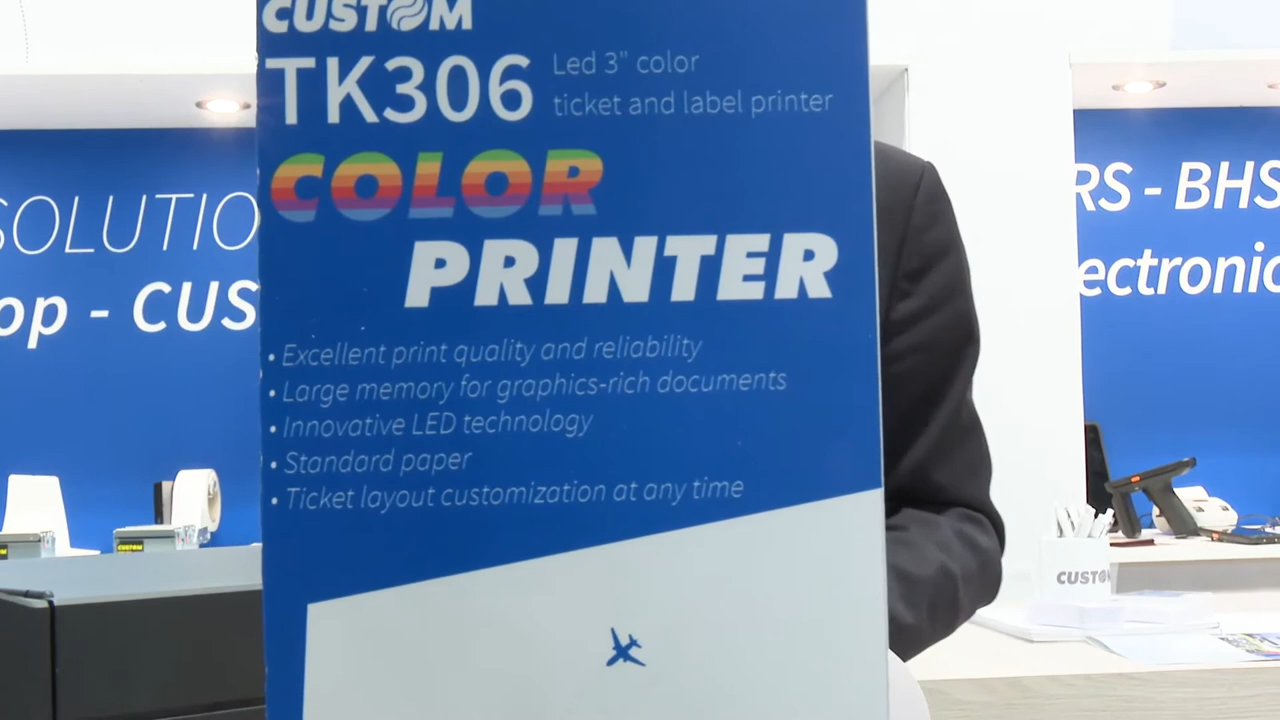 CUSTOM
TK306
Led 3" color
ticket and label printer
COLOR
PRINTER
• Excellent print quality and reliability
• Large memory for graphics-rich documents
• Innovative LED technology
• Standard paper
• Ticket layout customization at any time
SOLUTIO
op - CUS
RS - BHS
ectronic
CUSTOM
CUSTOM